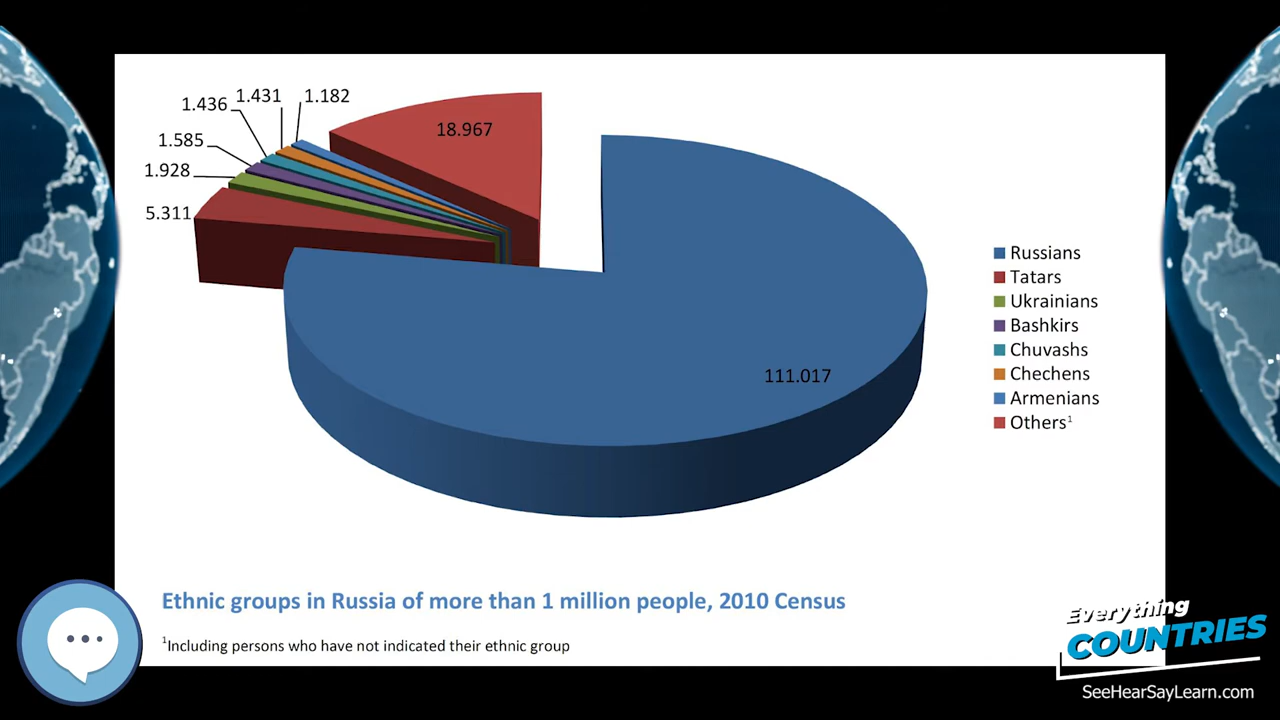 1.436
1.431
1.182
1.585
1.928
5.311
18.967
111.017
Russians
Tatars
Ukrainians
Bashkirs
Chuvashs
Chechens
Armenians
Others¹
Ethnic groups in Russia of more than 1 million people, 2010 Census
¹Including persons who have not indicated their ethnic group
Everything
COUNTRIES
SeeHearSayLearn.com